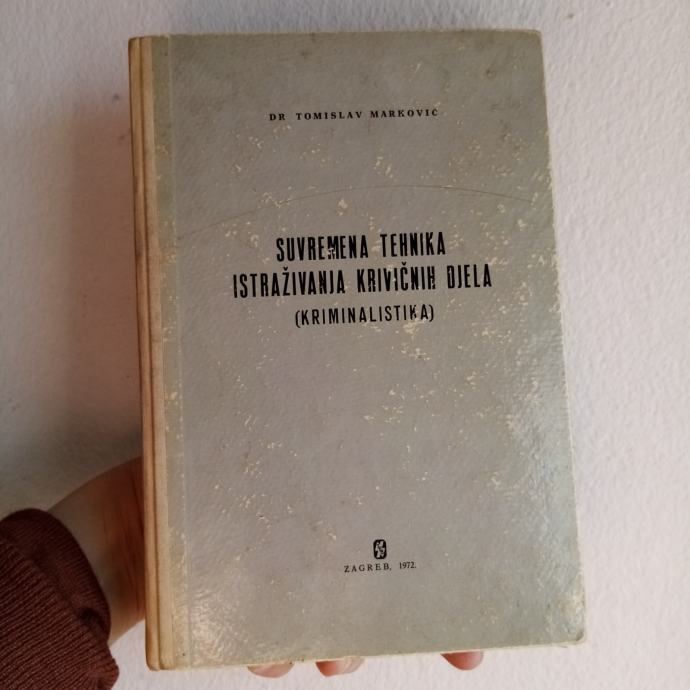 DR TOMISLAV MARKOVIĆ
SUVREMENA TEHNIKA
ISTRAŽIVANJA KRIVIČNIH DJELA
(KRIMINALISTIKA)
ZAGREB, 1972.